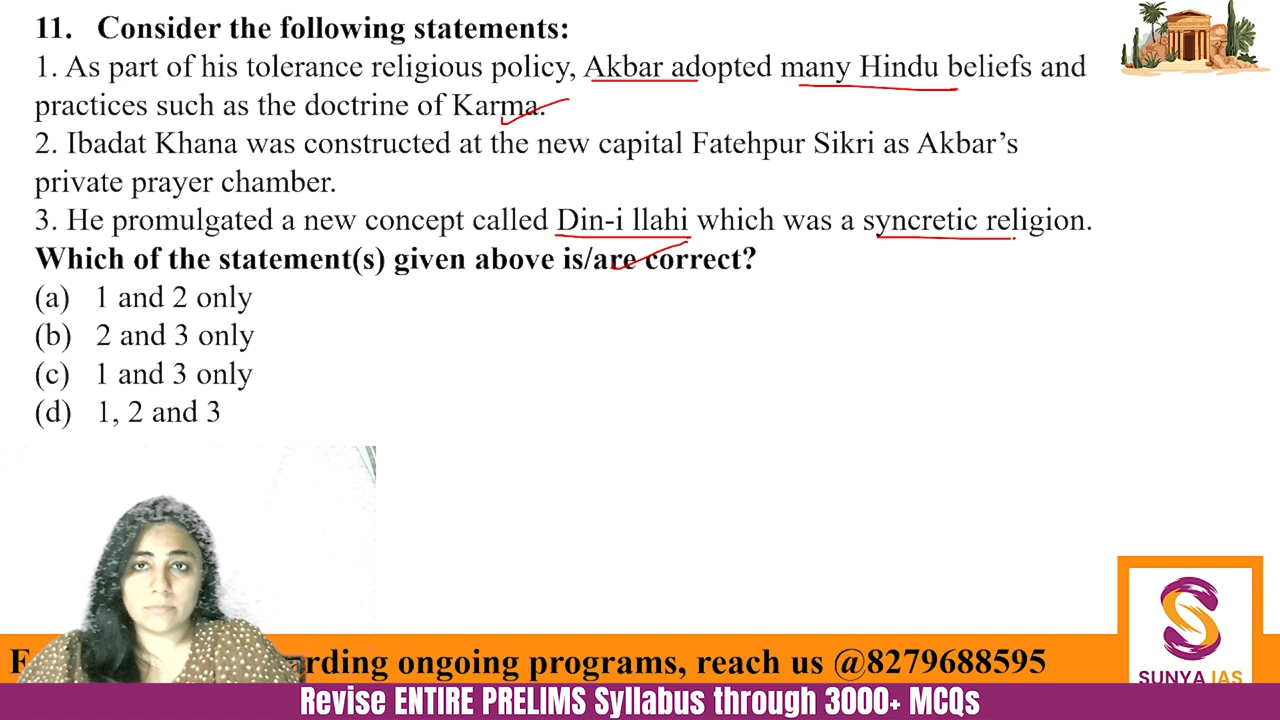 11. Consider the following statements:
1. As part of his tolerance religious policy, Akbar adopted many Hindu beliefs and
practices such as the doctrine of Karma.
2. Ibadat Khana was constructed at the new capital Fatehpur Sikri as Akbar's
private prayer chamber.
3. He promulgated a new concept called Din-i llahi which was a syncretic religion.
Which of the statement(s) given above is/are correct?
(a) 1 and 2 only
(b) 2 and 3 only
(c) 1 and 3 only
(d) 1, 2 and 3
rding ongoing programs, reach us @8279688595
SUNYA IAS
Revise ENTIRE PRELIMS Syllabus through 3000+ MCQs